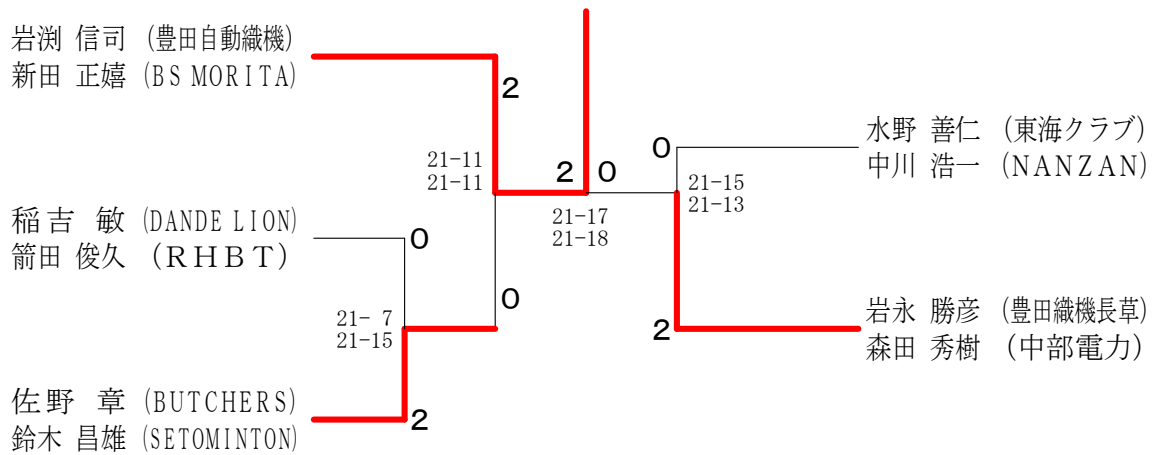 岩渕 信司 (豊田自動織機)
新田 正嬉 (BS MORITA)
2
21-11
21-11
稲吉 敏 (DANDE LION)
箭田 俊久 (RHBT)
0
0
21- 7
21-15
佐野 章 (BUTCHERS)
鈴木 昌雄 (SETOMINTON)
2
2 0
21-17
21-18
水野 善仁 (東海クラブ)
中川 浩一 (NANZAN)
0
21-15
21-13
岩永 勝彦 (豊田織機長草)
森田 秀樹 (中部電力)
2